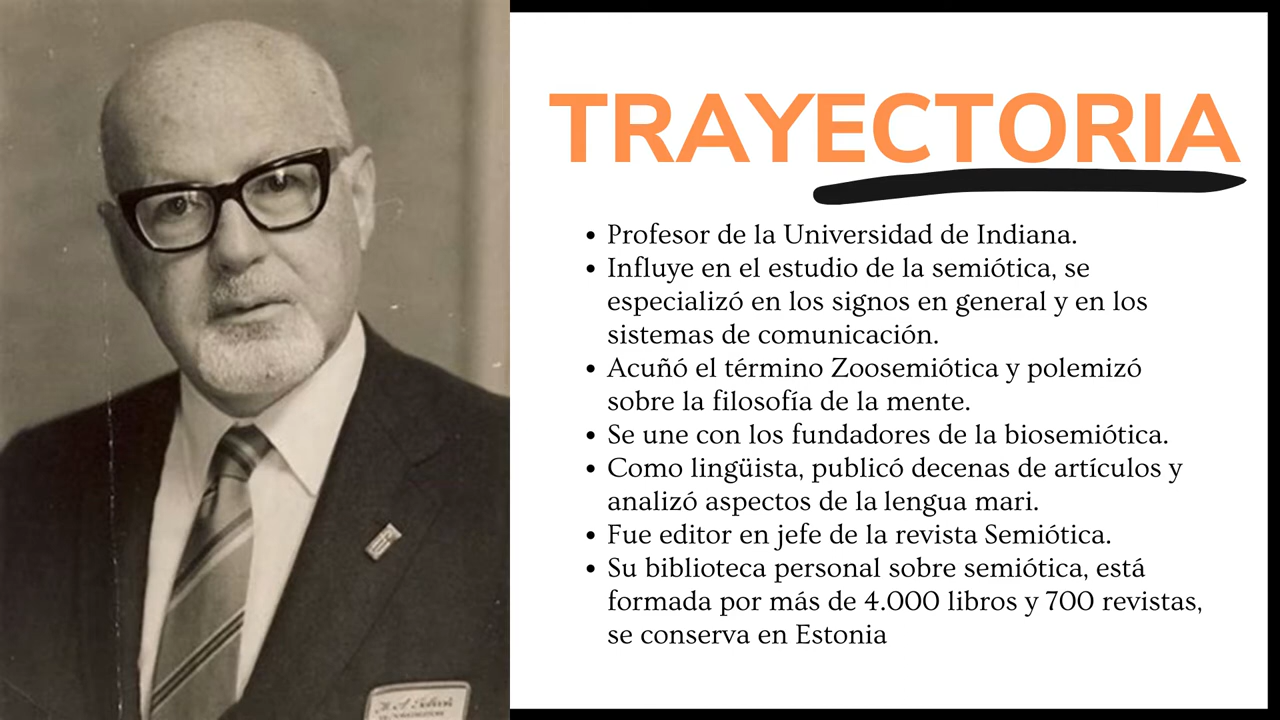 TRAYECTORIA
• Profesor de la Universidad de Indiana.
• Influye en el estudio de la semiótica, se
especializó en los signos en general y en los
sistemas de comunicación.
• Acuñó el término Zoosemiótica y polemizó
sobre la filosofía de la mente.
• Se une con los fundadores de la biosemiótica.
• Como lingüista, publicó decenas de artículos y
analizó aspectos de la lengua mari.
• Fue editor en jefe de la revista Semiótica.
• Su biblioteca personal sobre semiótica, está
formada por más de 4.000 libros y 700 revistas,
se conserva en Estonia